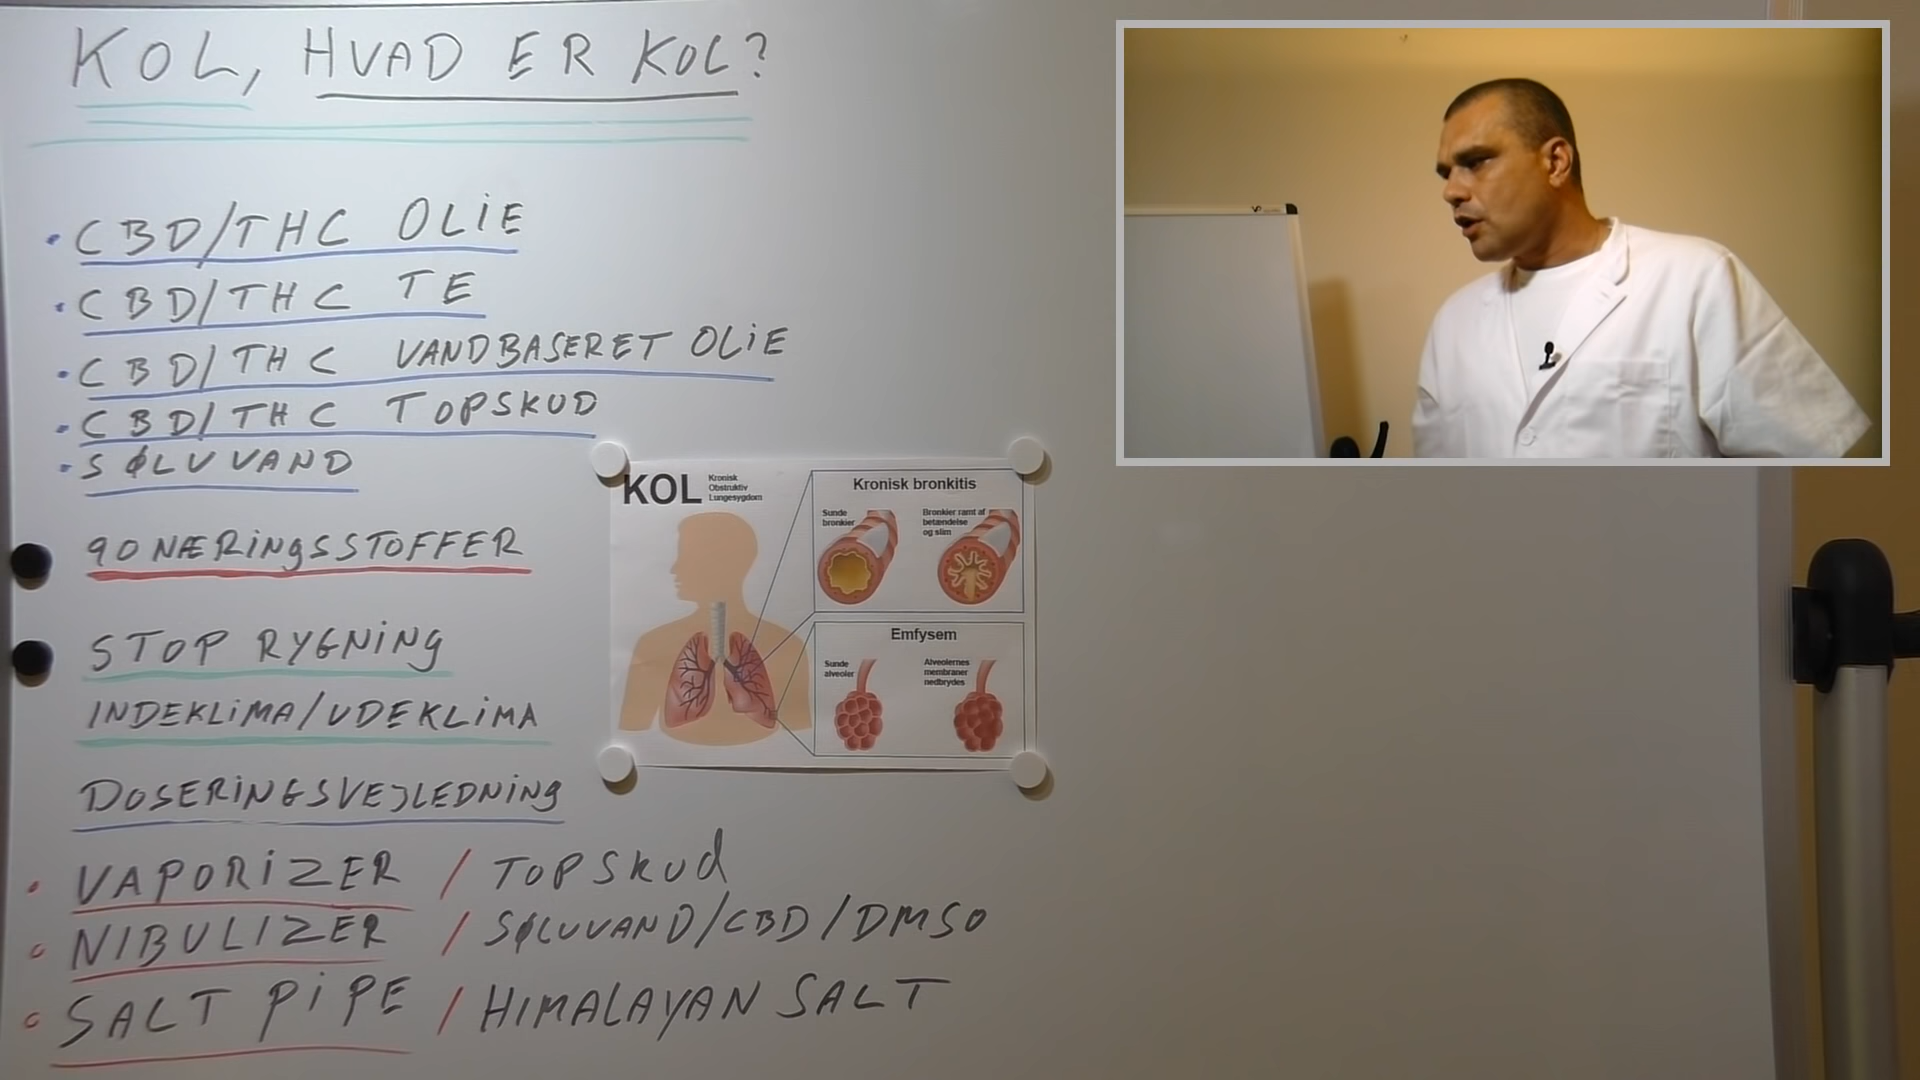 KOL, HVAD ER KOL?
• CBD/THC OLIE
• CBD/THC TE
• CBD/THC VANDBASERET OLIE
• CBD/THC TOPSKUD
• SØLVVAND
90 NÆRINGSSTOFFER
STOP RYGNING
INDEKLIMA/UDEKLIMA
DOSERINGSVEJLEDNING
• VAPORIZER / TOPSKUD
• NIBULIZER / SØLVVAND/CBD/DMSO
• SALT PIPE / HIMALAYAN SALT
KOL
Kronisk
Obstruktiv
Lungesygdom
Kronisk bronkitis
Sunde
bronkier
Bronkier ramt af
betændelse
og slim
Emfysem
Sunde
alveoler
Alveolernes
membraner
nedbrydes